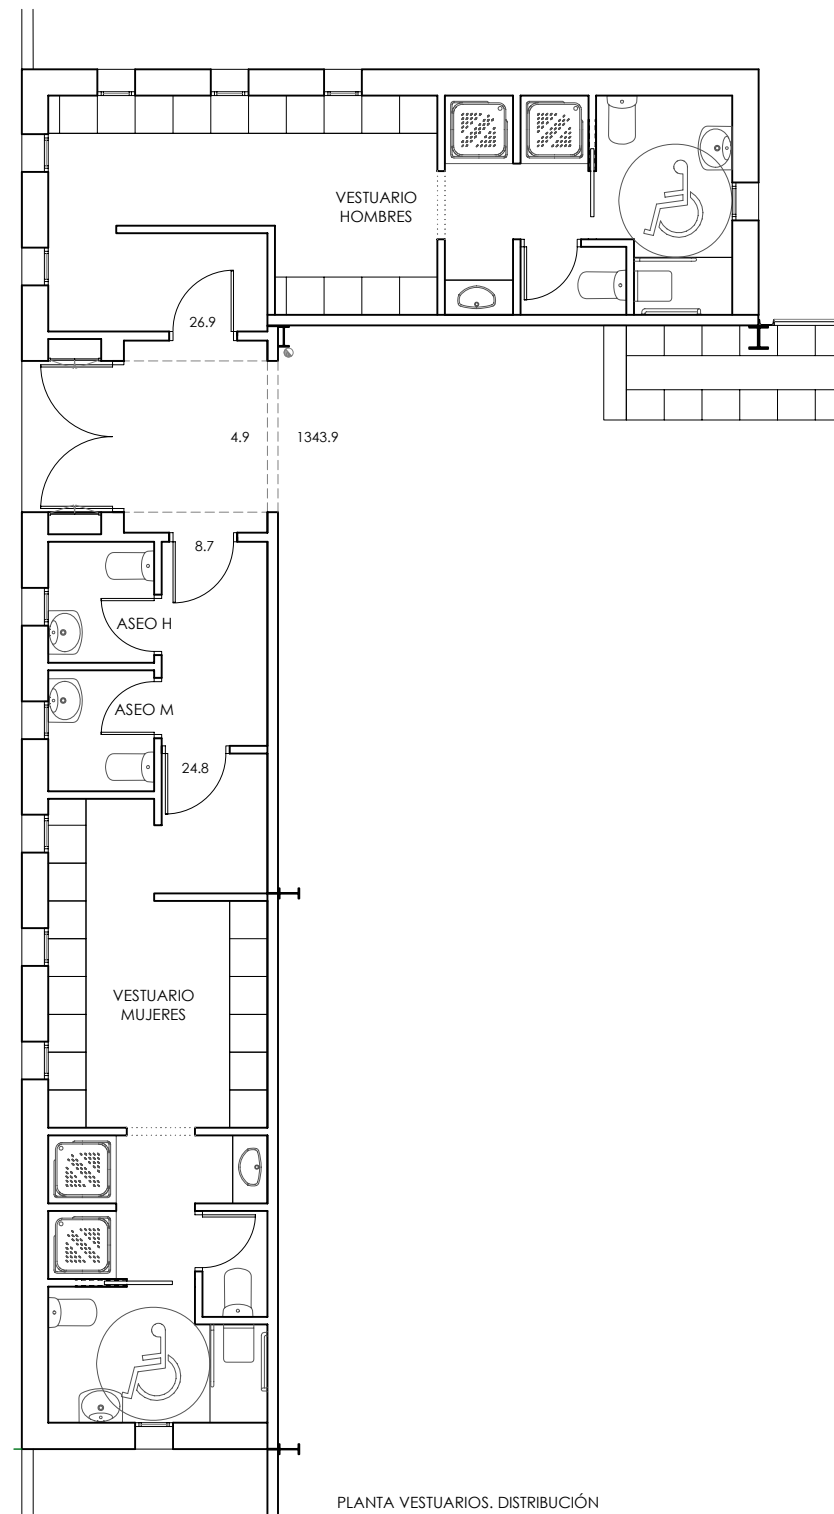 VESTUARIO
HOMBRES
26.9
4.9
1343.9
8.7
ASEO H
ASEO M
24.8
VESTUARIO
MUJERES
PLANTA VESTUARIOS. DISTRIBUCIÓN